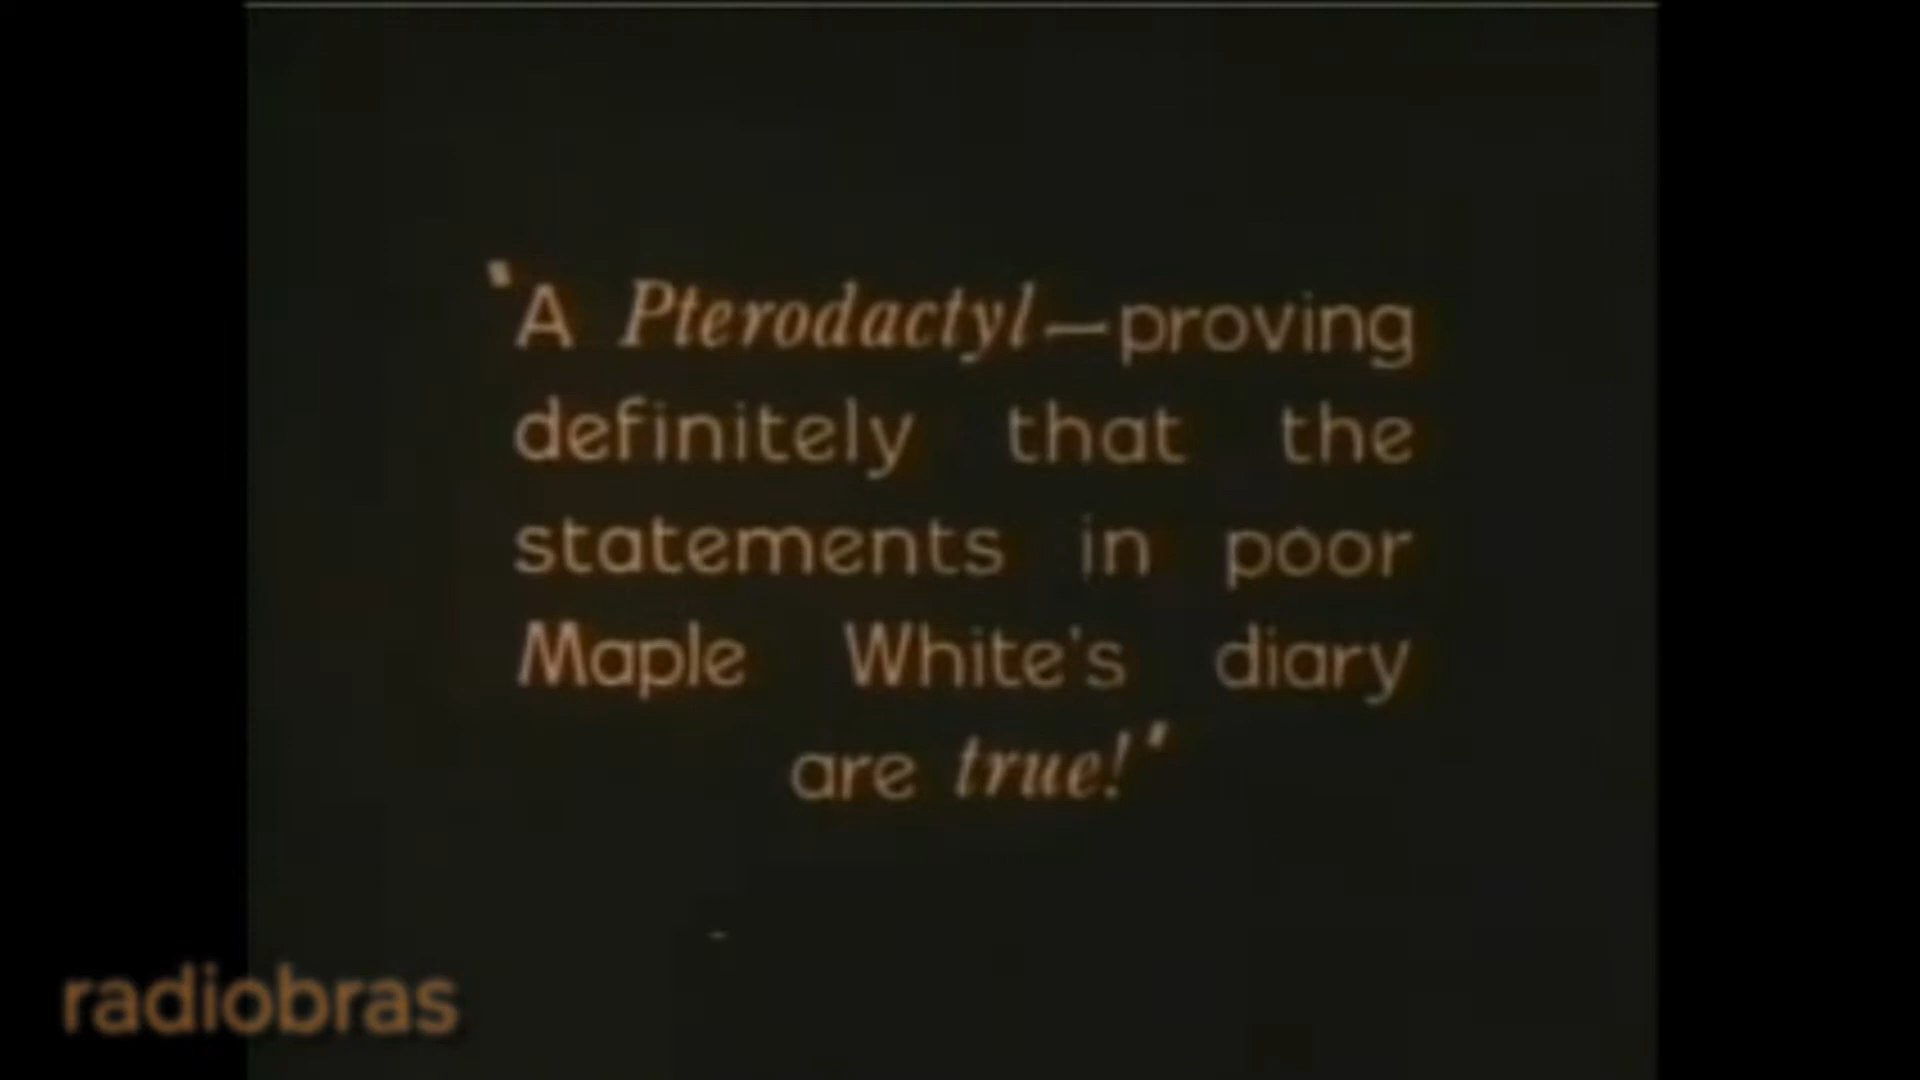 "A Pterodactyl—proving
definitely that the
statements in poor
Maple White's diary
are true!"
radiobras